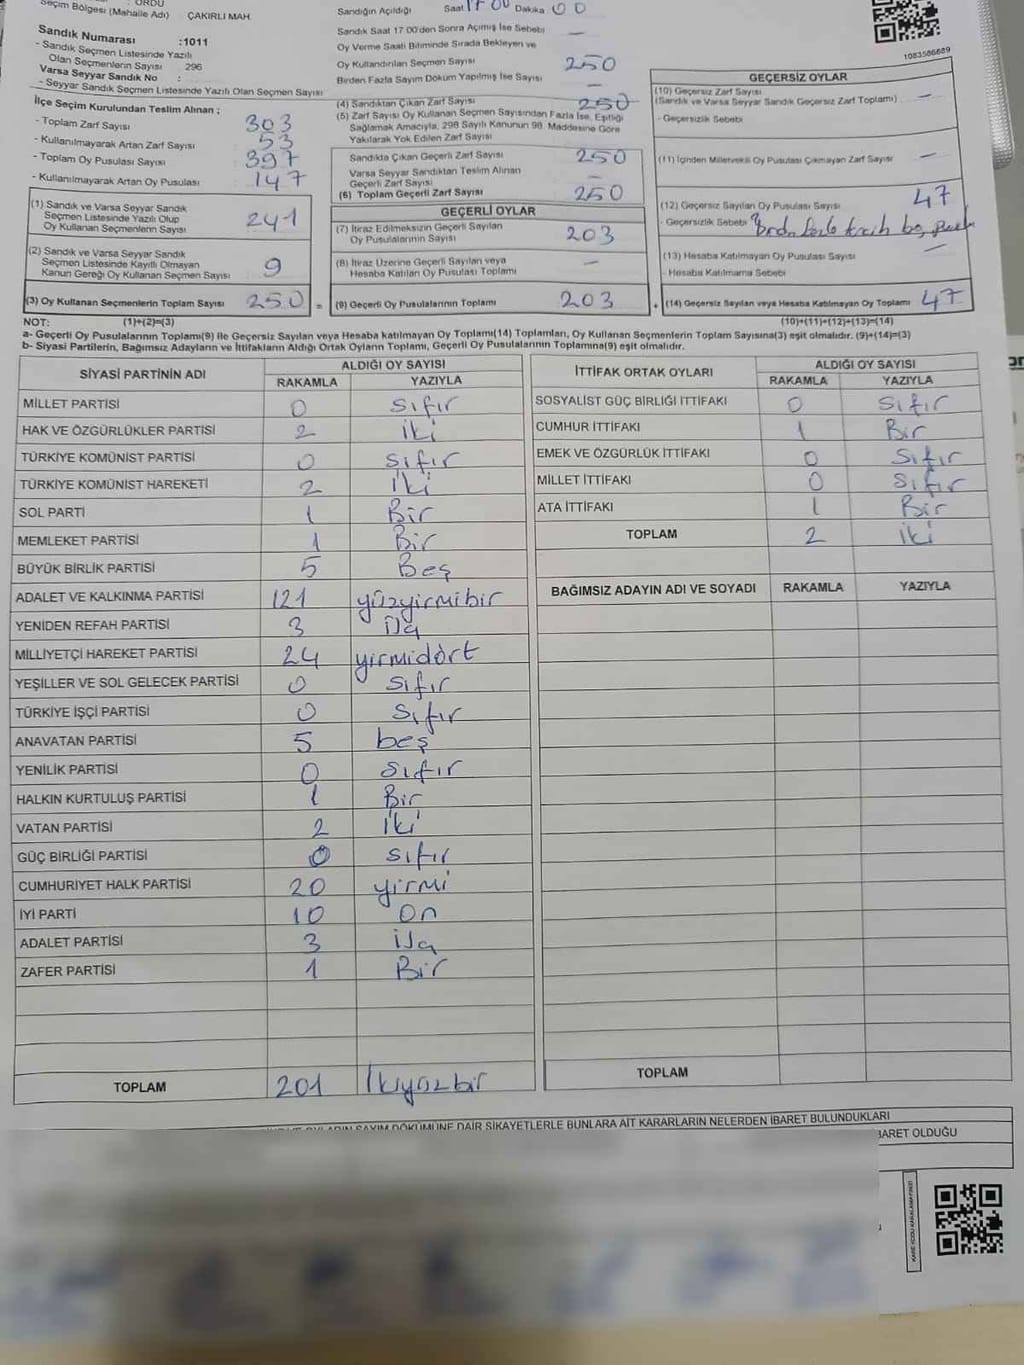 : ORDU
Seçim Bölgesi (Mahalle Adı) ÇAKIRLI MAH.
Sandık Numarası :1011
- Sandık Seçmen Listesinde Yazılı
Olan Seçmenlerin Sayısı 296
Varsa Seyyar Sandık No :
- Seyyar Sandık Seçmen Listesinde Yazılı Olan Seçmen Sayısı
İlçe Seçim Kurulundan Teslim Alınan ;
- Toplam Zarf Sayısı 303
- Kullanılmayarak Artan Zarf Sayısı 53
- Toplam Oy Pusulası Sayısı 397
- Kullanılmayarak Artan Oy Pusulası 147
(1) Sandık ve Varsa Seyyar Sandık
Seçmen Listesinde Yazılı Olup
Oy Kullanan Seçmenlerin Sayısı 241
(2) Sandık ve Varsa Seyyar Sandık
Seçmen Listesinde Kayıtlı Olmayan
Kanun Gereği Oy Kullanan Seçmen Sayısı 9
(3) Oy Kullanan Seçmenlerin Toplam Sayısı 250 =
Sandığın Açıldığı Saat 17 00 Dakika 00
Sandık Saat 17 00'den Sonra Açımış İse Sebebi —
Oy Verme Saati Bitiminde Sırada Bekleyen ve
Oy Kullandırılan Seçmen Sayısı 250
Birden Fazla Sayım Döküm Yapılmış İse Sayısı —
(4) Sandıktan Çıkan Zarf Sayısı 250
(5) Zarf Sayısı Oy Kullanan Seçmen Sayısından Fazla İse, Eşitliği
Sağlamak Amacıyla, 298 Sayılı Kanunun 98. Maddesine Göre
Yakılarak Yok Edilen Zarf Sayısı
Sandıkta Çıkan Geçerli Zarf Sayısı 250
Varsa Seyyar Sandıktan Teslim Alınan
Geçerli Zarf Sayısı
(6) Toplam Geçerli Zarf Sayısı 250
GEÇERLİ OYLAR
(7) İtiraz Edilmeksizin Geçerli Sayılan
Oy Pusulalarının Sayısı 203
(8) İtiraz Üzerine Geçerli Sayılan veya
Hesaba Katılan Oy Pusulası Toplamı —
(9) Geçerli Oy Pusulalarının Toplamı 203 +
1083586689
GEÇERSİZ OYLAR
(10) Geçersiz Zarf Sayısı
(Sandık ve Varsa Seyyar Sandık Geçersiz Zarf Toplamı) —
- Geçersizlik Sebebi
(11) İçinden Milletvekili Oy Pusulası Çıkmayan Zarf Sayısı —
(12) Geçersiz Sayılan Oy Pusulası Sayısı 47
- Geçersizlik Sebebi
(13) Hesaba Katılmayan Oy Pusulası Sayısı —
- Hesaba Katılmama Sebebi
(14) Geçersiz Sayılan veya Hesaba Katılmayan Oy Toplamı 47
NOT: (1)+(2)=(3) (10)+(11)+(12)+(13)=(14)
a- Geçerli Oy Pusulalarının Toplamı(9) ile Geçersiz Sayılan veya Hesaba katılmayan Oy Toplamı(14) Toplamları, Oy Kullanan Seçmenlerin Toplam Sayısına(3) eşit olmalıdır. (9)+(14)=(3)
b- Siyasi Partilerin, Bağımsız Adayların ve İttifakların Aldığı Ortak Oyların Toplamı, Geçerli Oy Pusulalarının Toplamına(9) eşit olmalıdır.
SİYASİ PARTİNİN ADI ALDIĞI OY SAYISI
RAKAMLA YAZIYLA
MİLLET PARTİSİ 0 sıfır
HAK VE ÖZGÜRLÜKLER PARTİSİ 2 iki
TÜRKİYE KOMÜNİST PARTİSİ 0 sıfır
TÜRKİYE KOMÜNİST HAREKETİ 2 iki
SOL PARTİ 1 Bir
MEMLEKET PARTİSİ 1 Bir
BÜYÜK BİRLİK PARTİSİ 5 Beş
ADALET VE KALKINMA PARTİSİ 121 yüzyirmibir
YENİDEN REFAH PARTİSİ 3 üç
MİLLİYETÇİ HAREKET PARTİSİ 24 yirmidört
YEŞİLLER VE SOL GELECEK PARTİSİ 0 sıfır
TÜRKİYE İŞÇİ PARTİSİ 0 sıfır
ANAVATAN PARTİSİ 5 beş
YENİLİK PARTİSİ 0 sıfır
HALKIN KURTULUŞ PARTİSİ 1 Bir
VATAN PARTİSİ 2 iki
GÜÇ BİRLİĞİ PARTİSİ 0 sıfır
CUMHURİYET HALK PARTİSİ 20 yirmi
İYİ PARTİ 10 on
ADALET PARTİSİ 3 üç
ZAFER PARTİSİ 1 Bir
TOPLAM 201 İkiyüzbir
İTTİFAK ORTAK OYLARI ALDIĞI OY SAYISI
RAKAMLA YAZIYLA
SOSYALİST GÜÇ BİRLİĞİ İTTİFAKI 0 sıfır
CUMHUR İTTİFAKI 1 Bir
EMEK VE ÖZGÜRLÜK İTTİFAKI 0 sıfır
MİLLET İTTİFAKI 0 sıfır
ATA İTTİFAKI 1 Bir
TOPLAM 2 iki
BAĞIMSIZ ADAYIN ADI VE SOYADI RAKAMLA YAZIYLA
TOPLAM
OYLARIN SAYIM DÖKÜMÜNE DAİR ŞİKAYETLERLE BUNLARA AİT KARARLARIN NELERDEN İBARET BULUNDUKLARI
BARET OLDUĞU